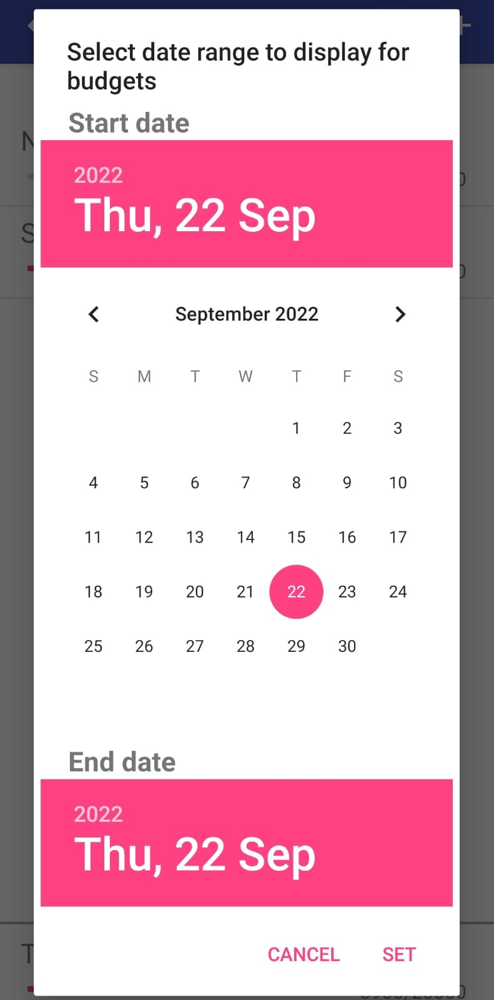 Select date range to display for
budgets
Start date
2022
Thu, 22 Sep
September 2022
S M T W T F S
1 2 3
4 5 6 7 8 9 10
11 12 13 14 15 16 17
18 19 20 21 22 23 24
25 26 27 28 29 30
End date
2022
Thu, 22 Sep
CANCEL SET